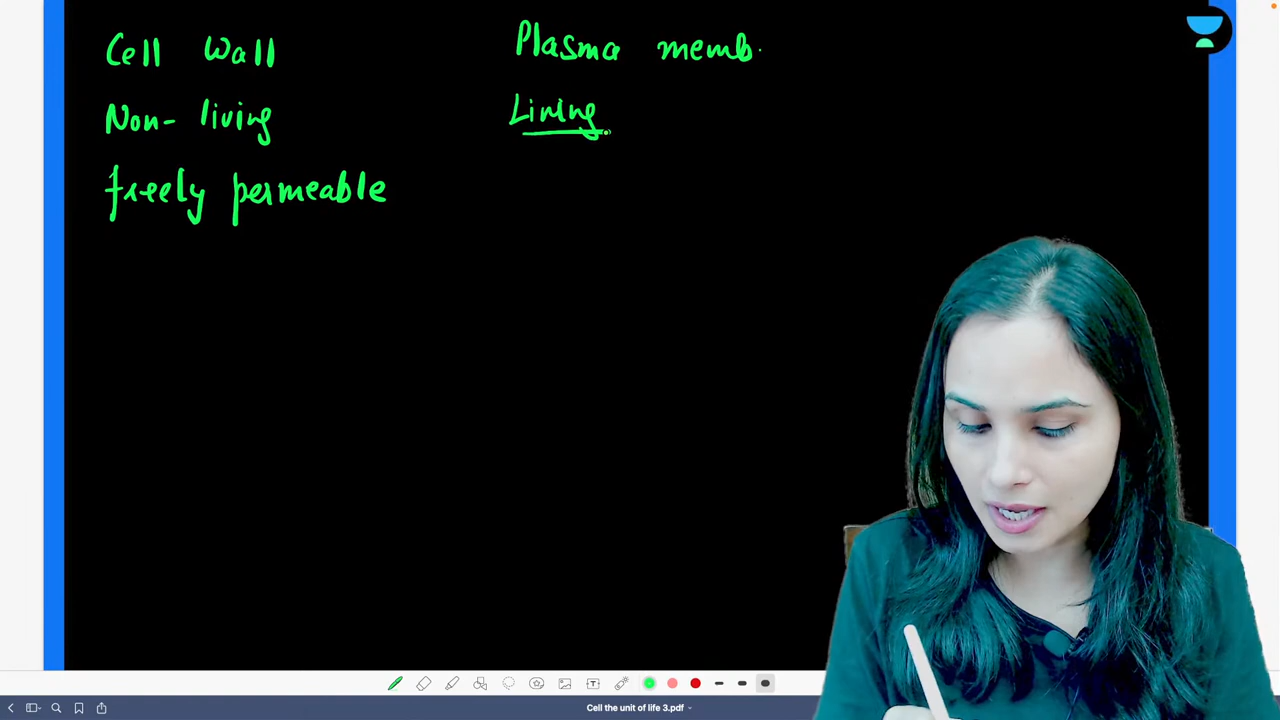 Cell Wall
Plasma memb.
Non-living
Living
freely permeable
Cell the unit of life 3.pdf